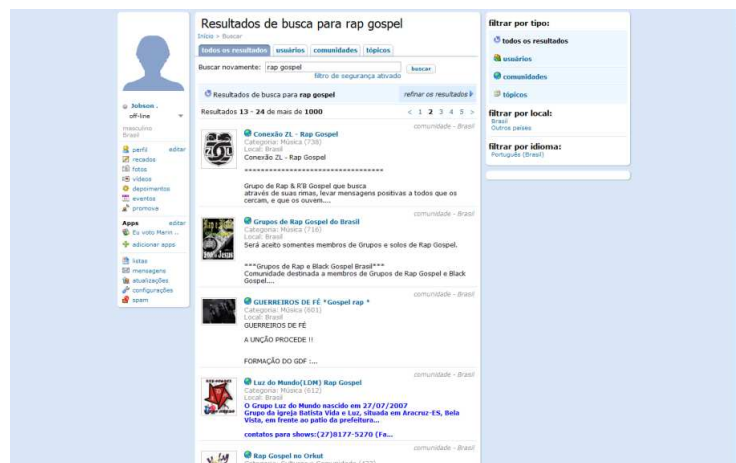 Jobson .
off-line
masculino
Brasil
perfil editar
recados
fotos
vídeos
depoimentos
eventos
promova
Apps editar
Eu voto Marin ..
adicionar apps
listas
mensagens
atualizações
configurações
spam
Resultados de busca para rap gospel
Início > Buscar
todos os resultados usuários comunidades tópicos
Buscar novamente: rap gospel buscar
filtro de segurança ativado
Resultados de busca para rap gospel refinar os resultados
Resultados 13 - 24 de mais de 1000 < 1 2 3 4 5 >
comunidade - Brasil
Conexão ZL - Rap Gospel
Categoria: Música (738)
Local: Brasil
Conexão ZL - Rap Gospel
**********************************
Grupo de Rap & R'B Gospel que busca
através de suas rimas, levar mensagens positivas a todos que os
cercam, e que os ouvem....
comunidade - Brasil
Grupos de Rap Gospel do Brasil
Categoria: Música (716)
Local: Brasil
Será aceito somentes membros de Grupos e solos de Rap Gospel.
***Grupos de Rap e Black Gospel Brasil***
Comunidade destinada a membros de Grupos de Rap Gospel e Black
Gospel....
comunidade - Brasil
GUERREIROS DE FÉ *Gospel rap *
Categoria: Música (801)
Local: Brasil
GUERREIROS DE FÉ
A UNÇÃO PROCEDE !!
FORMAÇÃO DO GDF :...
comunidade - Brasil
Luz do Mundo(LDM) Rap Gospel
Categoria: Música (612)
Local: Brasil
O Grupo Luz do Mundo nascido em 27/07/2007
Grupo da igreja Batista Vida e Luz, situada em Aracruz-ES, Bela
Vista, em frente ao patio da prefeitura...
contatos para shows:(27)8177-5270 (Fa...
comunidade - Brasil
Rap Gospel no Orkut
filtrar por tipo:
todos os resultados
usuários
comunidades
tópicos
filtrar por local:
Brasil
Outros países
filtrar por idioma:
Português (Brasil)